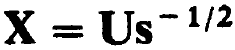 X = Us⁻¹/²